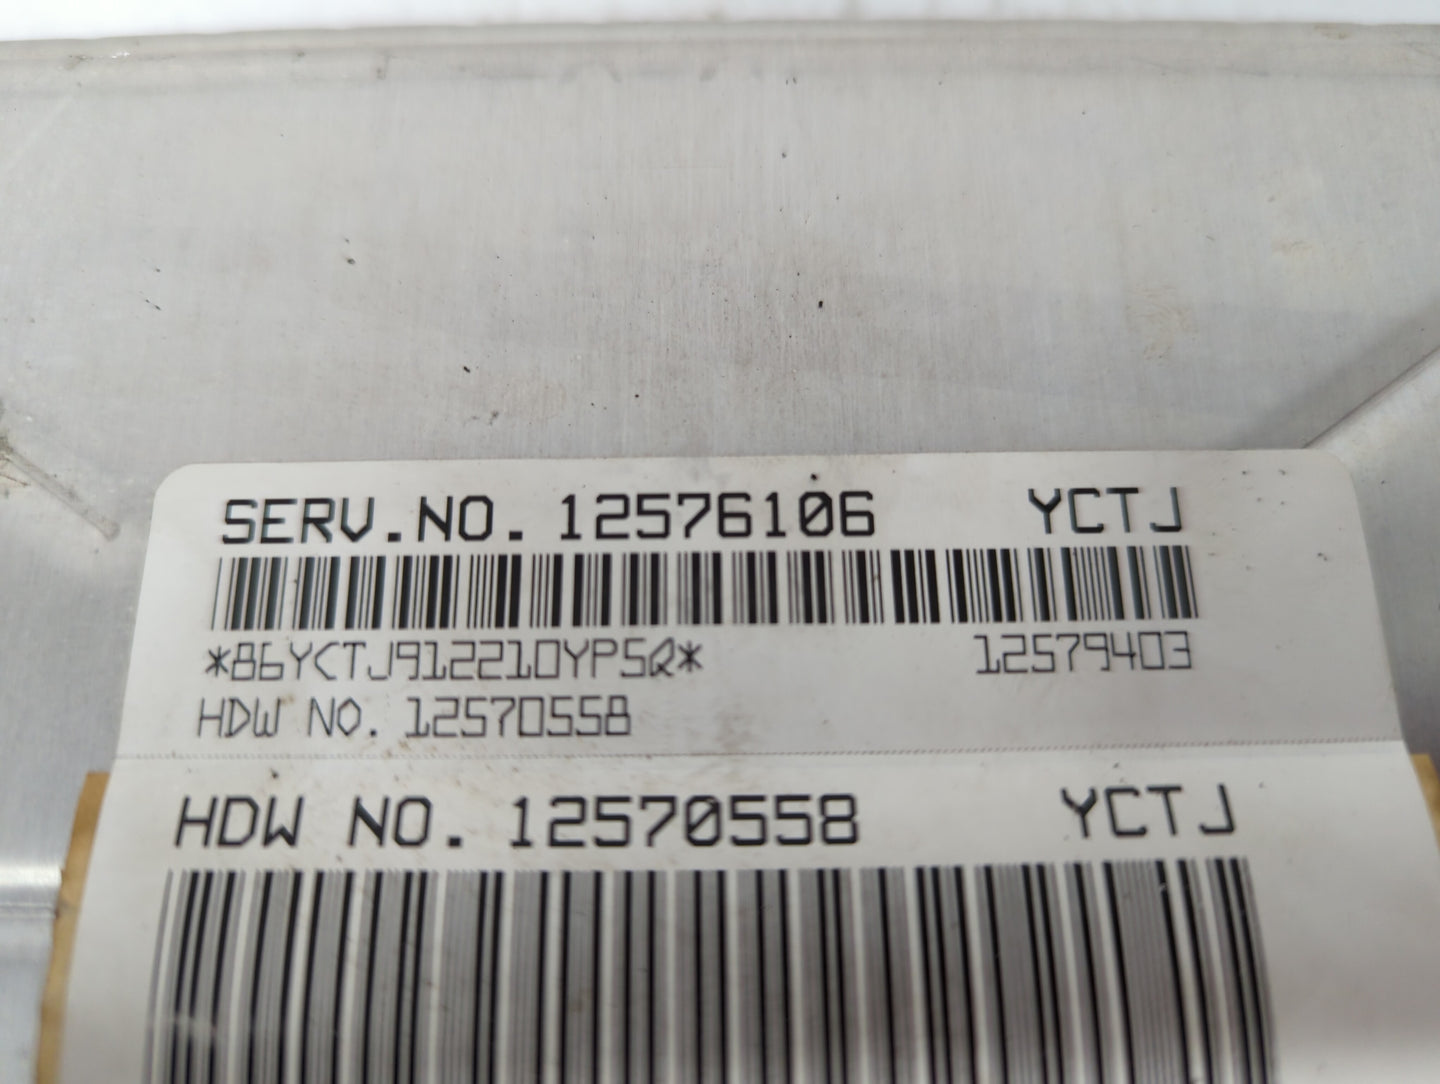 SERV.NO. 12576106 YCTJ
*86YCTJ912210YP5Q* 12579403
HDW NO. 12570558
HDW NO. 12570558 YCTJ